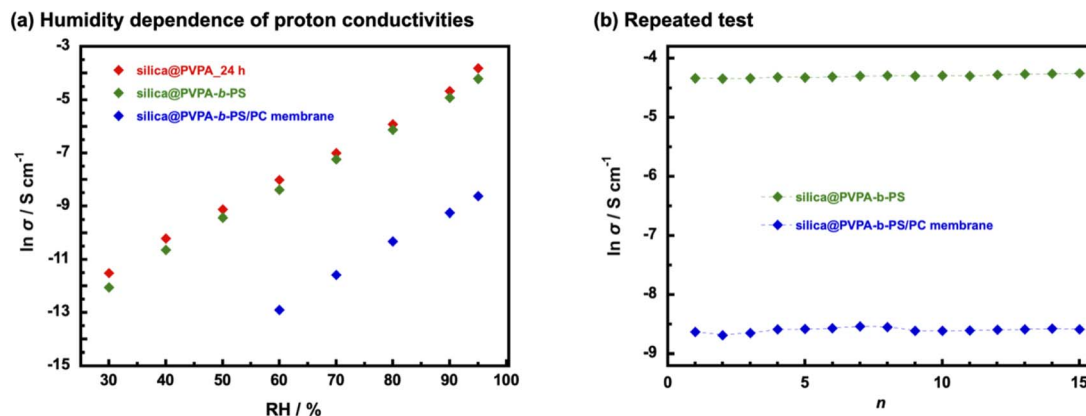 (a) Humidity dependence of proton conductivities
-3
-5
-7
-9
-11
-13
-15
ln σ / S cm⁻¹
silica@PVPA_24 h
silica@PVPA-b-PS
silica@PVPA-b-PS/PC membrane
30 40 50 60 70 80 90 100
RH / %
(b) Repeated test
-4
-5
-6
-7
-8
-9
ln σ / S cm⁻¹
silica@PVPA-b-PS
silica@PVPA-b-PS/PC membrane
0 5 10 15
n